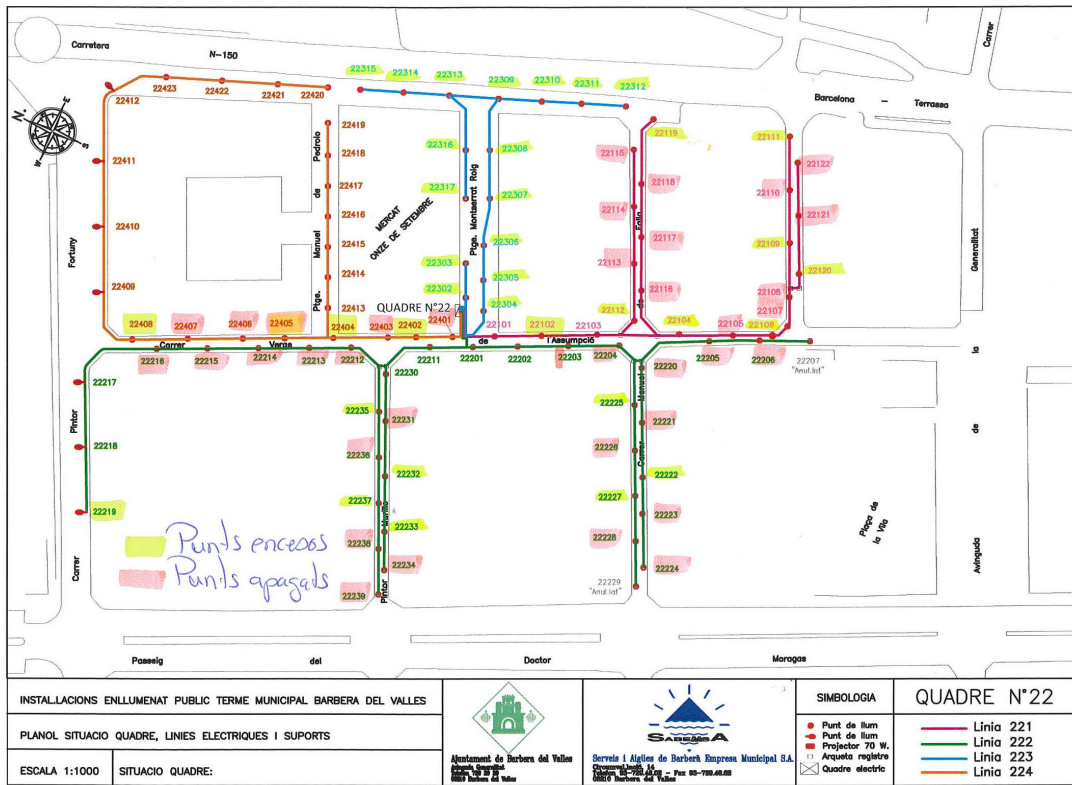 Carretera
N-150
Carrer
Barcelona - Terrassa
22315
22314
22313
22309
22310
22311
22312
22412
22423
22422
22421
22420
N.
E
S
W
22419
22418
22417
22416
22415
22414
22413
22411
22410
22409
Fortuny
Ptge. Manuel de Pedrolo
MERCAT
ONZE DE SETEMBRE
Ptge. Montserrat Roig
22316
22317
22308
22307
22306
22305
22304
22303
22302
QUADRE N°22
22115
22114
22113
22112
22119
22118
22117
22116
22111
22110
22109
22108
22107
22122
22121
22120
Generalitat
la
de
Avinguda
22408
22407
22406
22405
22404
22403
22402
22401
22101
22102
22103
22104
22105
22106
Carrer Verge de l'Assumpció
22216
22215
22214
22213
22212
22211
22201
22202
22203
22204
22205
22206
22207
"Anul.lat"
22217
22218
22219
Carrer Pintor
22230
22231
22232
22233
22234
22235
22236
22237
22238
22239
Pintor Murillo
22220
22221
22222
22223
22224
22225
22226
22227
22228
22229
"Anul.lat"
Carrer Manuel de Falla
Plaça de
la Vila
Punts encesos
Punts apagats
Passeig del Doctor Moragas
INSTAL.LACIONS ENLLUMENAT PUBLIC TERME MUNICIPAL BARBERA DEL VALLES
PLANOL SITUACIO QUADRE, LINIES ELECTRIQUES I SUPORTS
ESCALA 1:1000
SITUACIO QUADRE:
Ajuntament de Barbera del Valles
SABEMSA
Serveis i Aigües de Barberà Empresa Municipal S.A.
SIMBOLOGIA
Punt de llum
Punt de llum
Projector 70 W.
Arqueta registre
Quadre electric
QUADRE N°22
Linia 221
Linia 222
Linia 223
Linia 224